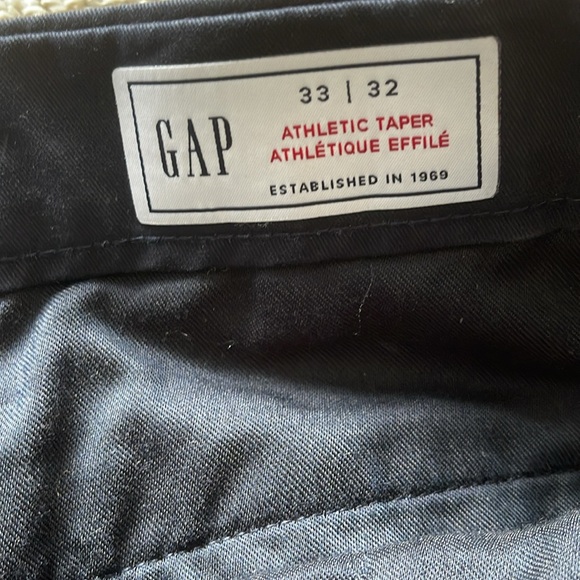 GAP
33 | 32
ATHLETIC TAPER
ATHLÉTIQUE EFFILÉ
ESTABLISHED IN 1969